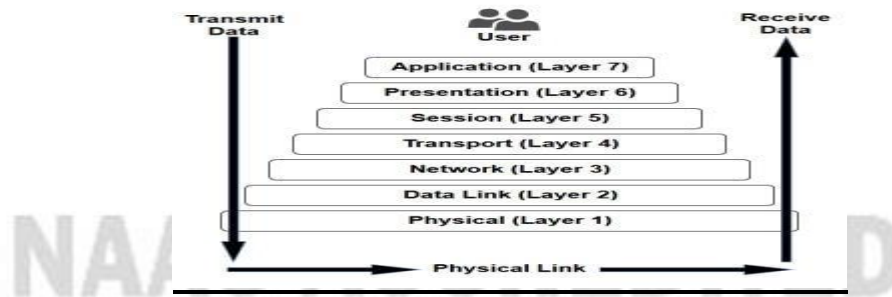 Transmit
Data
User
Receive
Data
Application (Layer 7)
Presentation (Layer 6)
Session (Layer 5)
Transport (Layer 4)
Network (Layer 3)
Data Link (Layer 2)
Physical (Layer 1)
Physical Link